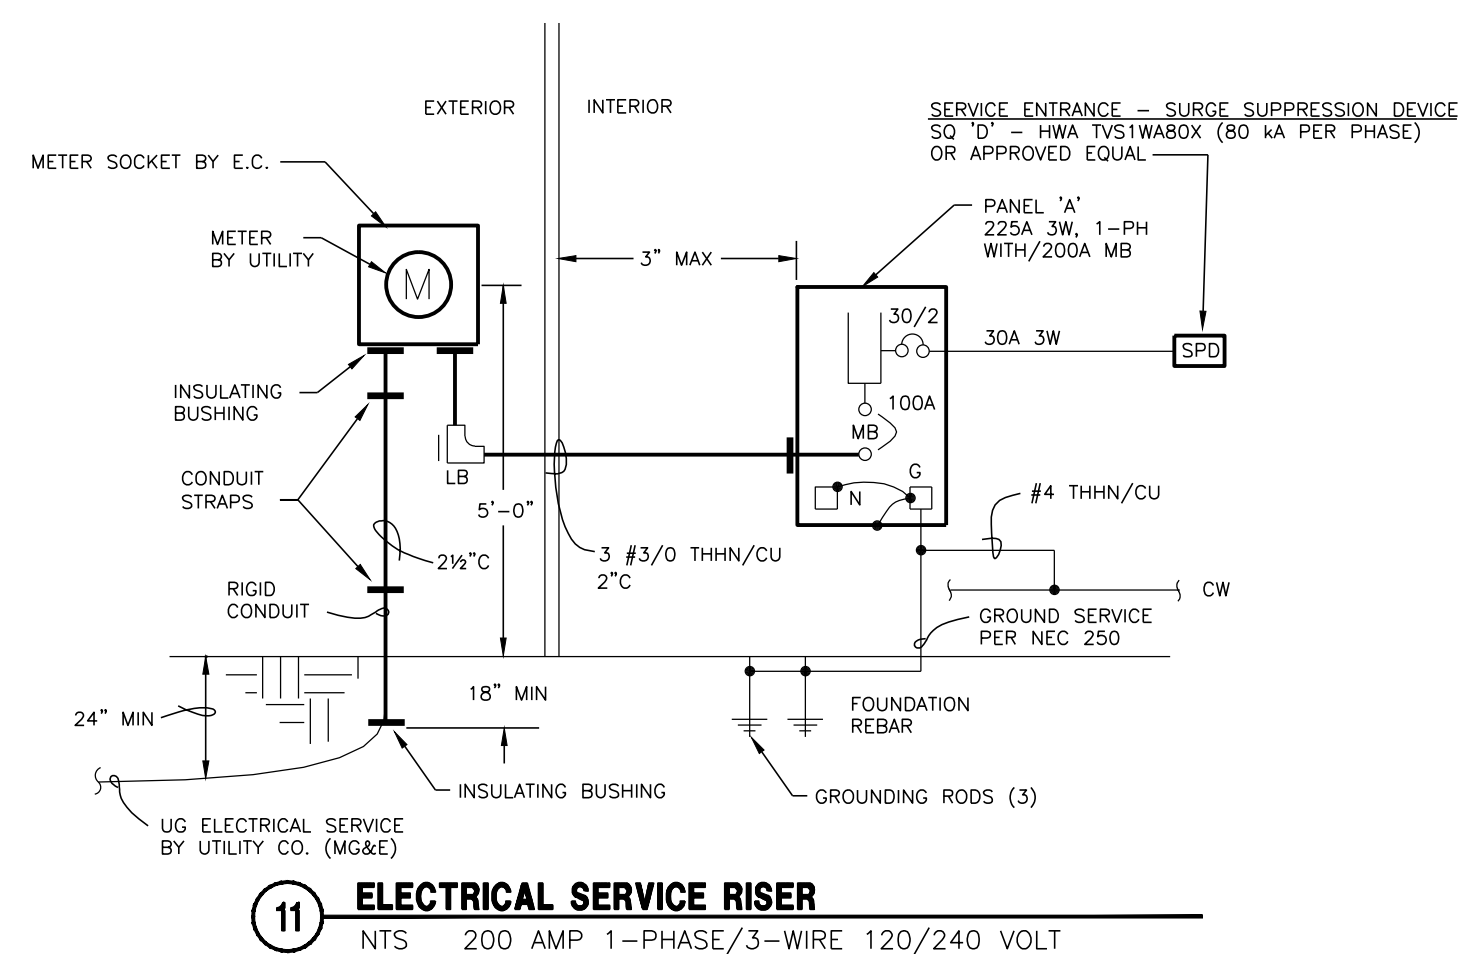 EXTERIOR
INTERIOR
SERVICE ENTRANCE – SURGE SUPPRESSION DEVICE
SQ 'D' – HWA TVS1WA80X (80 kA PER PHASE)
OR APPROVED EQUAL
METER SOCKET BY E.C.
METER
BY UTILITY
M
3" MAX
PANEL 'A'
225A 3W, 1–PH
WITH/200A MB
30/2
30A 3W
SPD
INSULATING
BUSHING
100A
MB
LB
CONDUIT
STRAPS
5'–0"
G
N
#4 THHN/CU
2½"C
3 #3/0 THHN/CU
2"C
RIGID
CONDUIT
CW
GROUND SERVICE
PER NEC 250
24" MIN
18" MIN
FOUNDATION
REBAR
INSULATING BUSHING
GROUNDING RODS (3)
UG ELECTRICAL SERVICE
BY UTILITY CO. (MG&E)
11
ELECTRICAL SERVICE RISER
NTS 200 AMP 1–PHASE/3–WIRE 120/240 VOLT